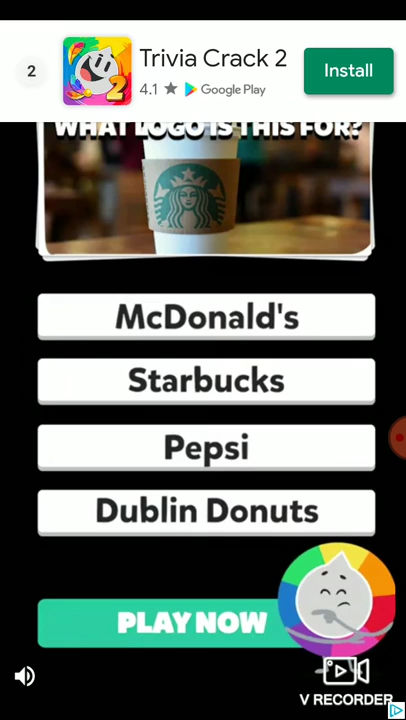 2
Trivia Crack 2
2
4.1 ★ Google Play
Install
WHAT LOGO IS THIS FOR?
McDonald's
Starbucks
Pepsi
Dublin Donuts
PLAY NOW
V RECORDER